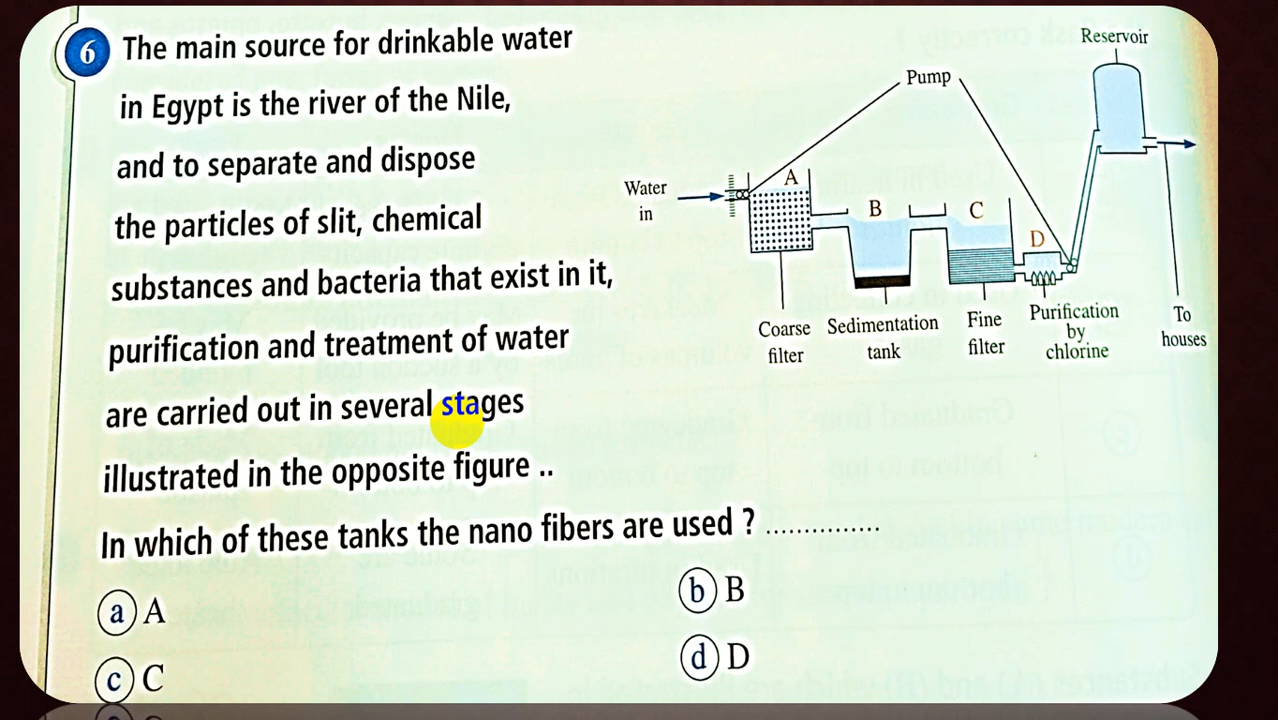 6 The main source for drinkable water
in Egypt is the river of the Nile,
and to separate and dispose
the particles of slit, chemical
substances and bacteria that exist in it,
purification and treatment of water
are carried out in several stages
illustrated in the opposite figure ..
In which of these tanks the nano fibers are used ? ..............
a A
b B
c C
d D
Reservoir
Pump
Water
in
A
B
C
D
Coarse
filter
Sedimentation
tank
Fine
filter
Purification
by
chlorine
To
houses